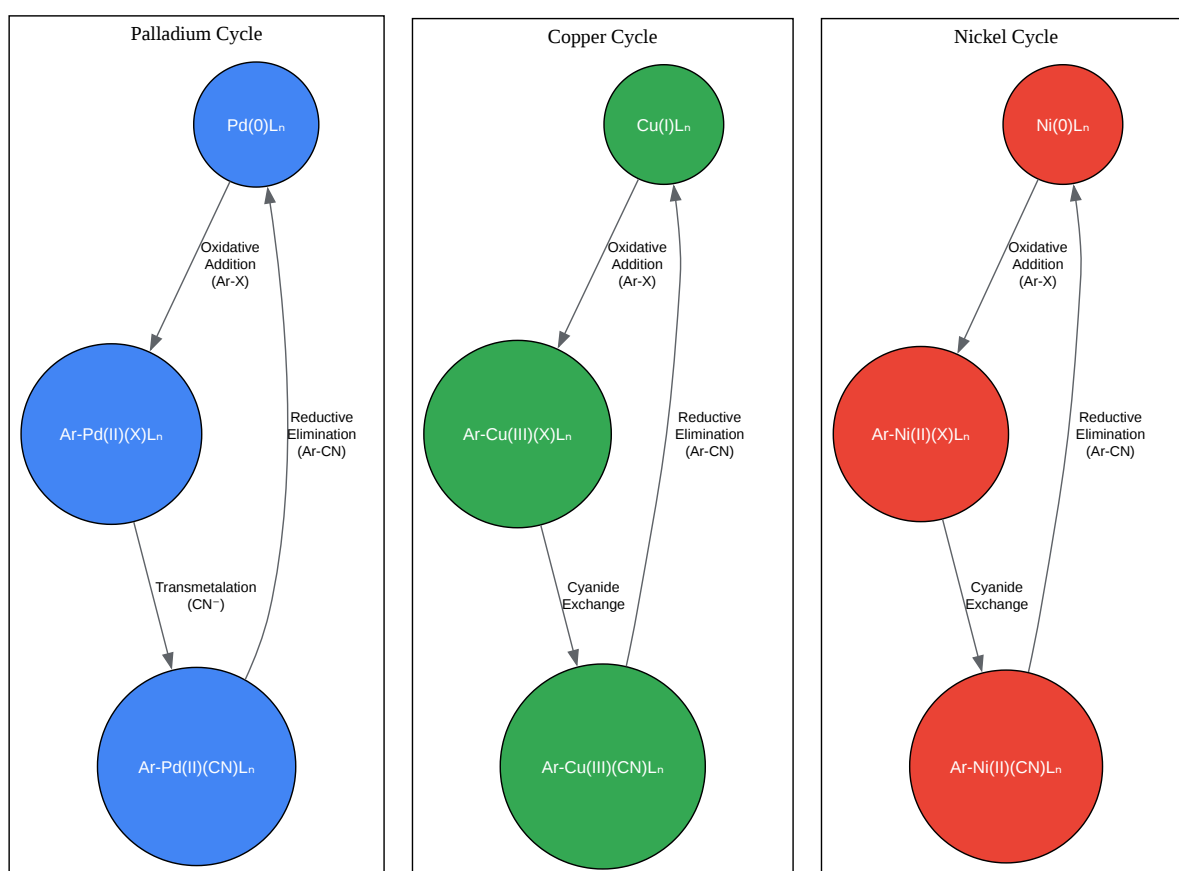 Palladium Cycle
Pd(0)Lₙ
Oxidative
Addition
(Ar-X)
Ar-Pd(II)(X)Lₙ
Reductive
Elimination
(Ar-CN)
Transmetalation
(CN⁻)
Ar-Pd(II)(CN)Lₙ
Copper Cycle
Cu(I)Lₙ
Oxidative
Addition
(Ar-X)
Ar-Cu(III)(X)Lₙ
Reductive
Elimination
(Ar-CN)
Cyanide
Exchange
Ar-Cu(III)(CN)Lₙ
Nickel Cycle
Ni(0)Lₙ
Oxidative
Addition
(Ar-X)
Ar-Ni(II)(X)Lₙ
Reductive
Elimination
(Ar-CN)
Cyanide
Exchange
Ar-Ni(II)(CN)Lₙ